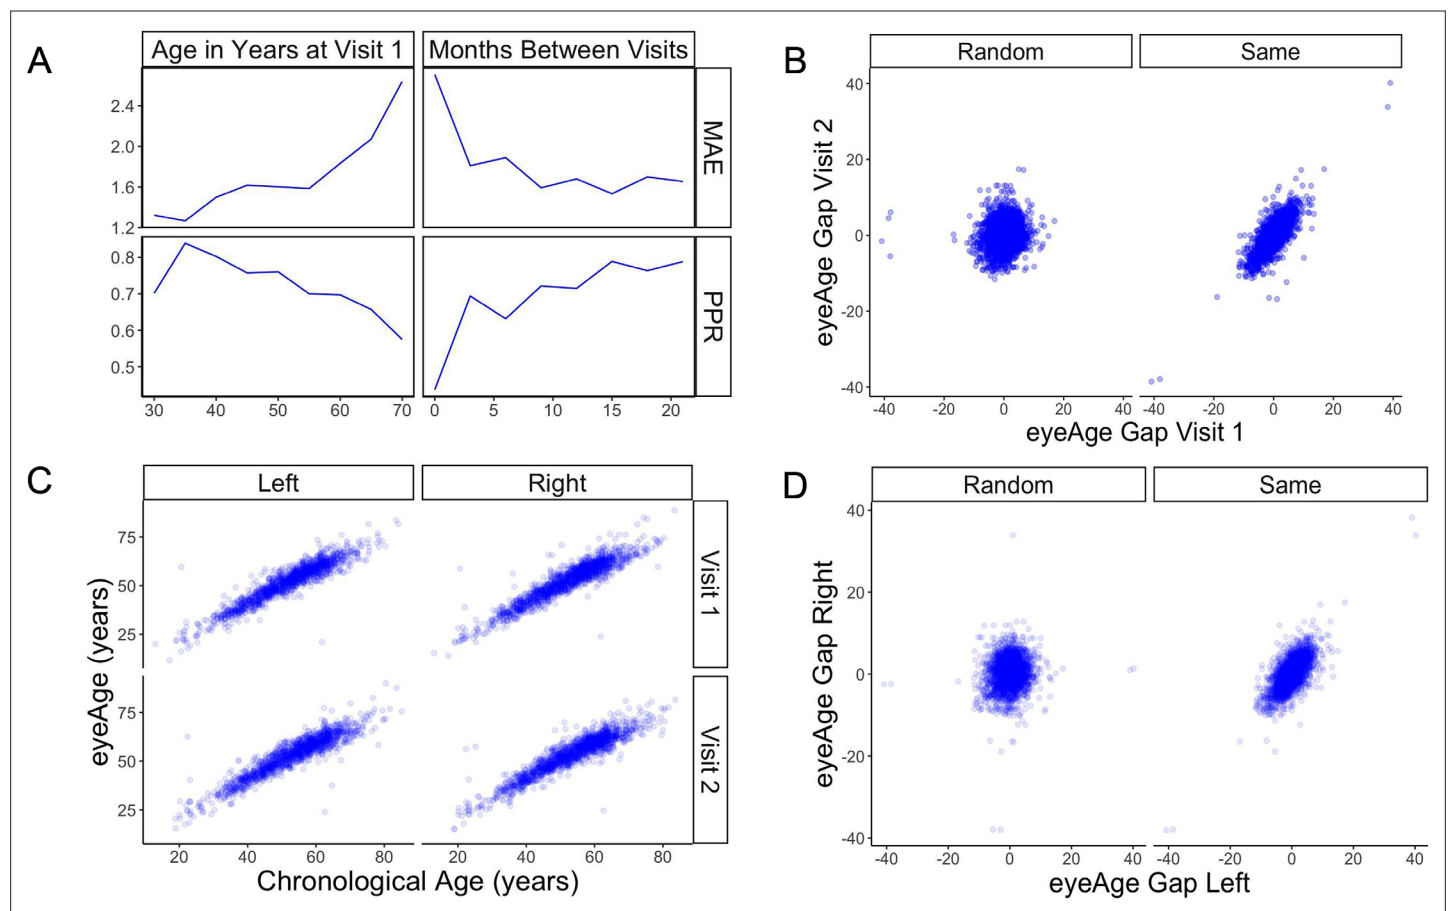 A
Age in Years at Visit 1
Months Between Visits
2.4
2.0
1.6
1.2
MAE
0.8
0.7
0.6
0.5
PPR
30 40 50 60 70
0 5 10 15 20
B
Random
Same
eyeAge Gap Visit 2
40
20
0
-20
-40
-40 -20 0 20 40
-40 -20 0 20 40
eyeAge Gap Visit 1
C
Left
Right
eyeAge (years)
75
50
25
Visit 1
75
50
25
Visit 2
20 40 60 80
20 40 60 80
Chronological Age (years)
D
Random
Same
eyeAge Gap Right
40
20
0
-20
-40
-40 -20 0 20 40
-40 -20 0 20 40
eyeAge Gap Left